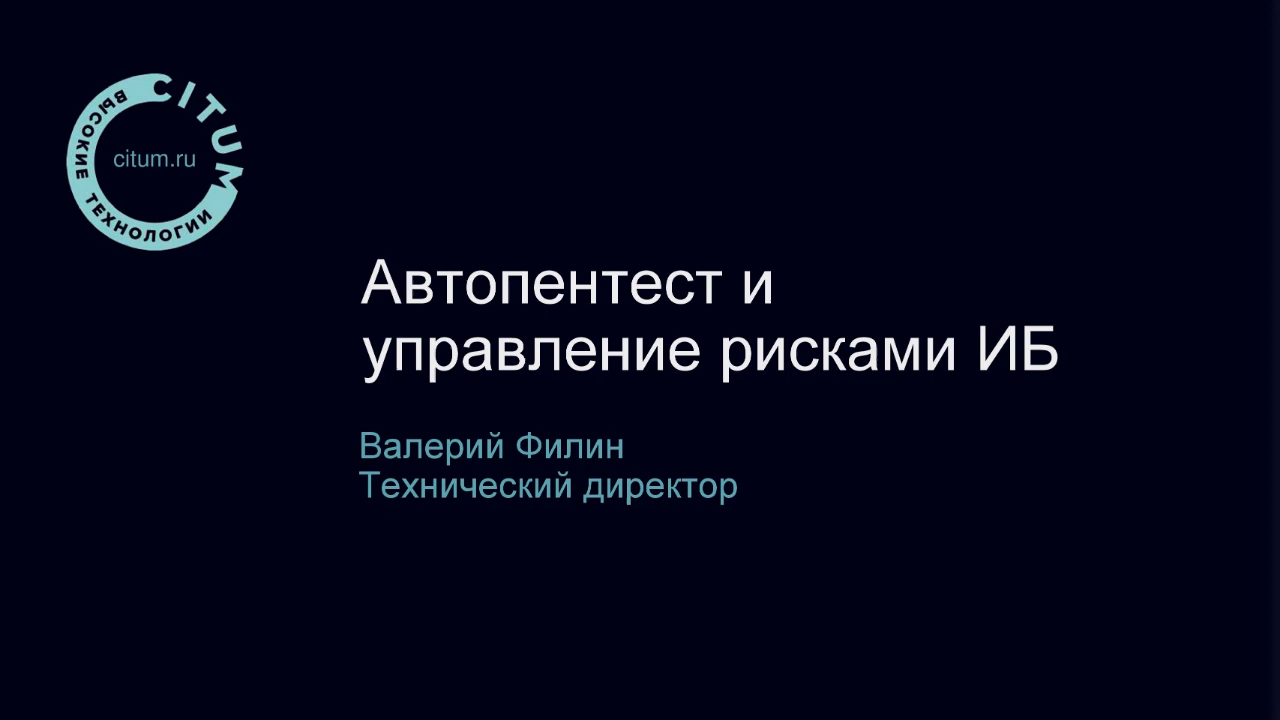 CITUM
ВЫСОКИЕ ТЕХНОЛОГИИ
citum.ru
Автопентест и
управление рисками ИБ
Валерий Филин
Технический директор